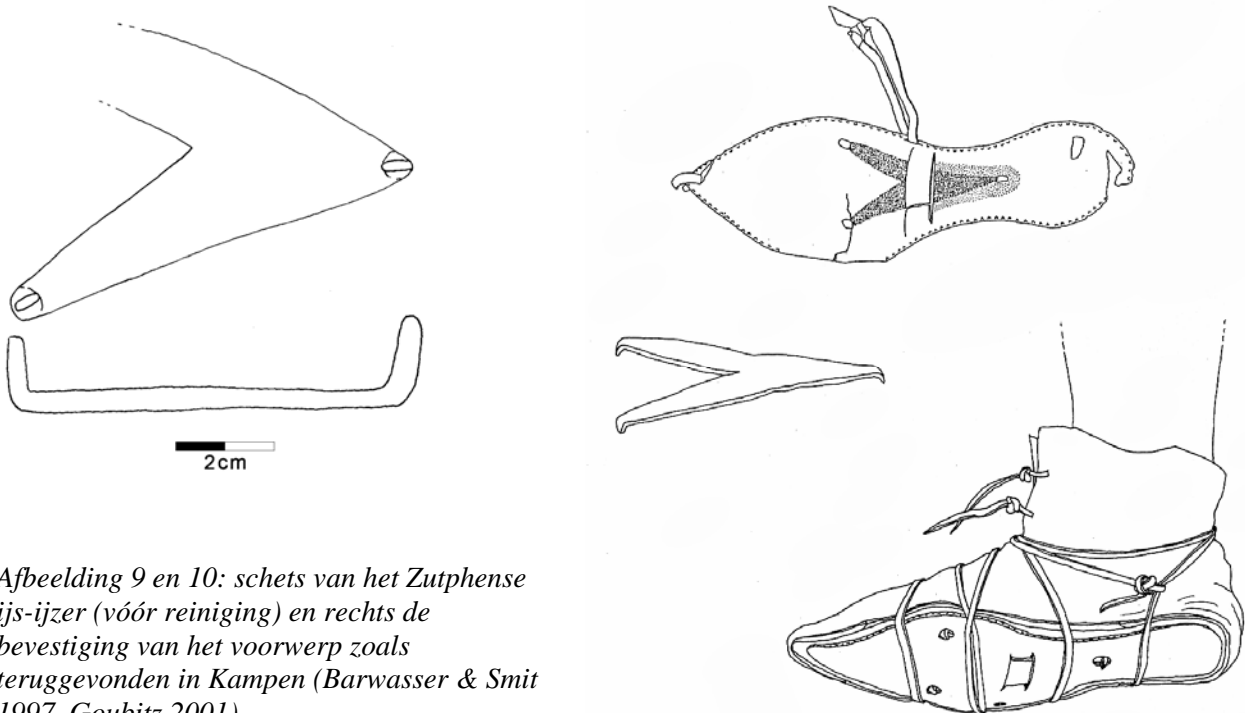 2cm
Afbeelding 9 en 10: schets van het Zutphense
ijs-ijzer (vóór reiniging) en rechts de
bevestiging van het voorwerp zoals
teruggevonden in Kampen (Barwasser & Smit
1997, Goubitz 2001)